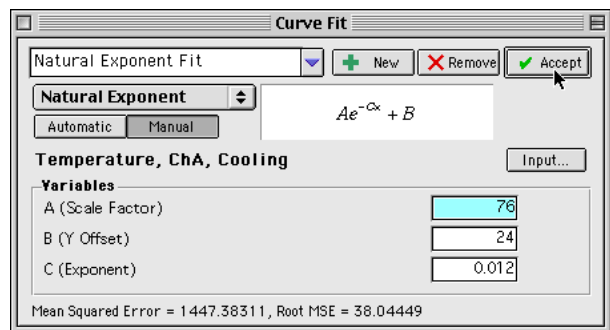 Curve Fit
Natural Exponent Fit New Remove Accept
Natural Exponent
Ae^-Cx + B
Automatic Manual
Temperature, ChA, Cooling Input...
Variables
A (Scale Factor) 76
B (Y Offset) 24
C (Exponent) 0.012
Mean Squared Error = 1447.38311, Root MSE = 38.04449